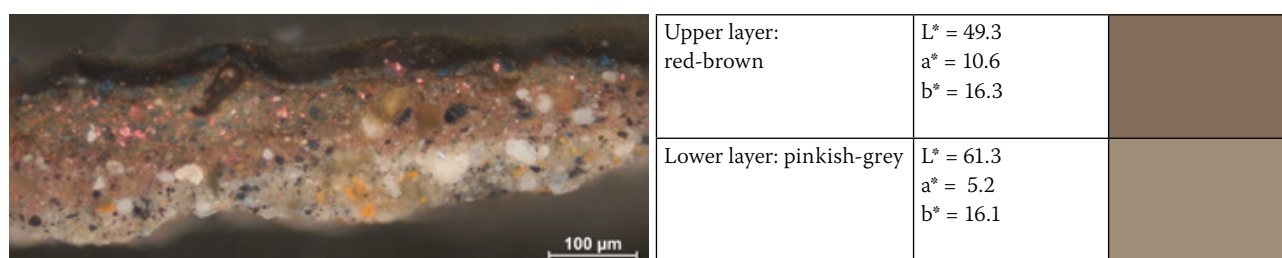 100 μm
Upper layer:
red-brown
L* = 49.3
a* = 10.6
b* = 16.3
Lower layer: pinkish-grey
L* = 61.3
a* = 5.2
b* = 16.1